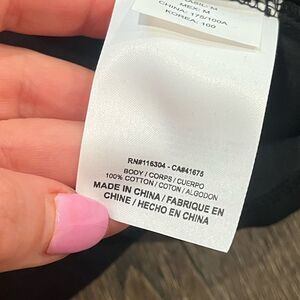 MEX: M
CHINA: 175/100A
KOREA: 100
RN#116304 - CA#41675
BODY / CORPS / CUERPO
100% COTTON / COTON / ALGODON
MADE IN CHINA / FABRIQUE EN
CHINE / HECHO EN CHINA